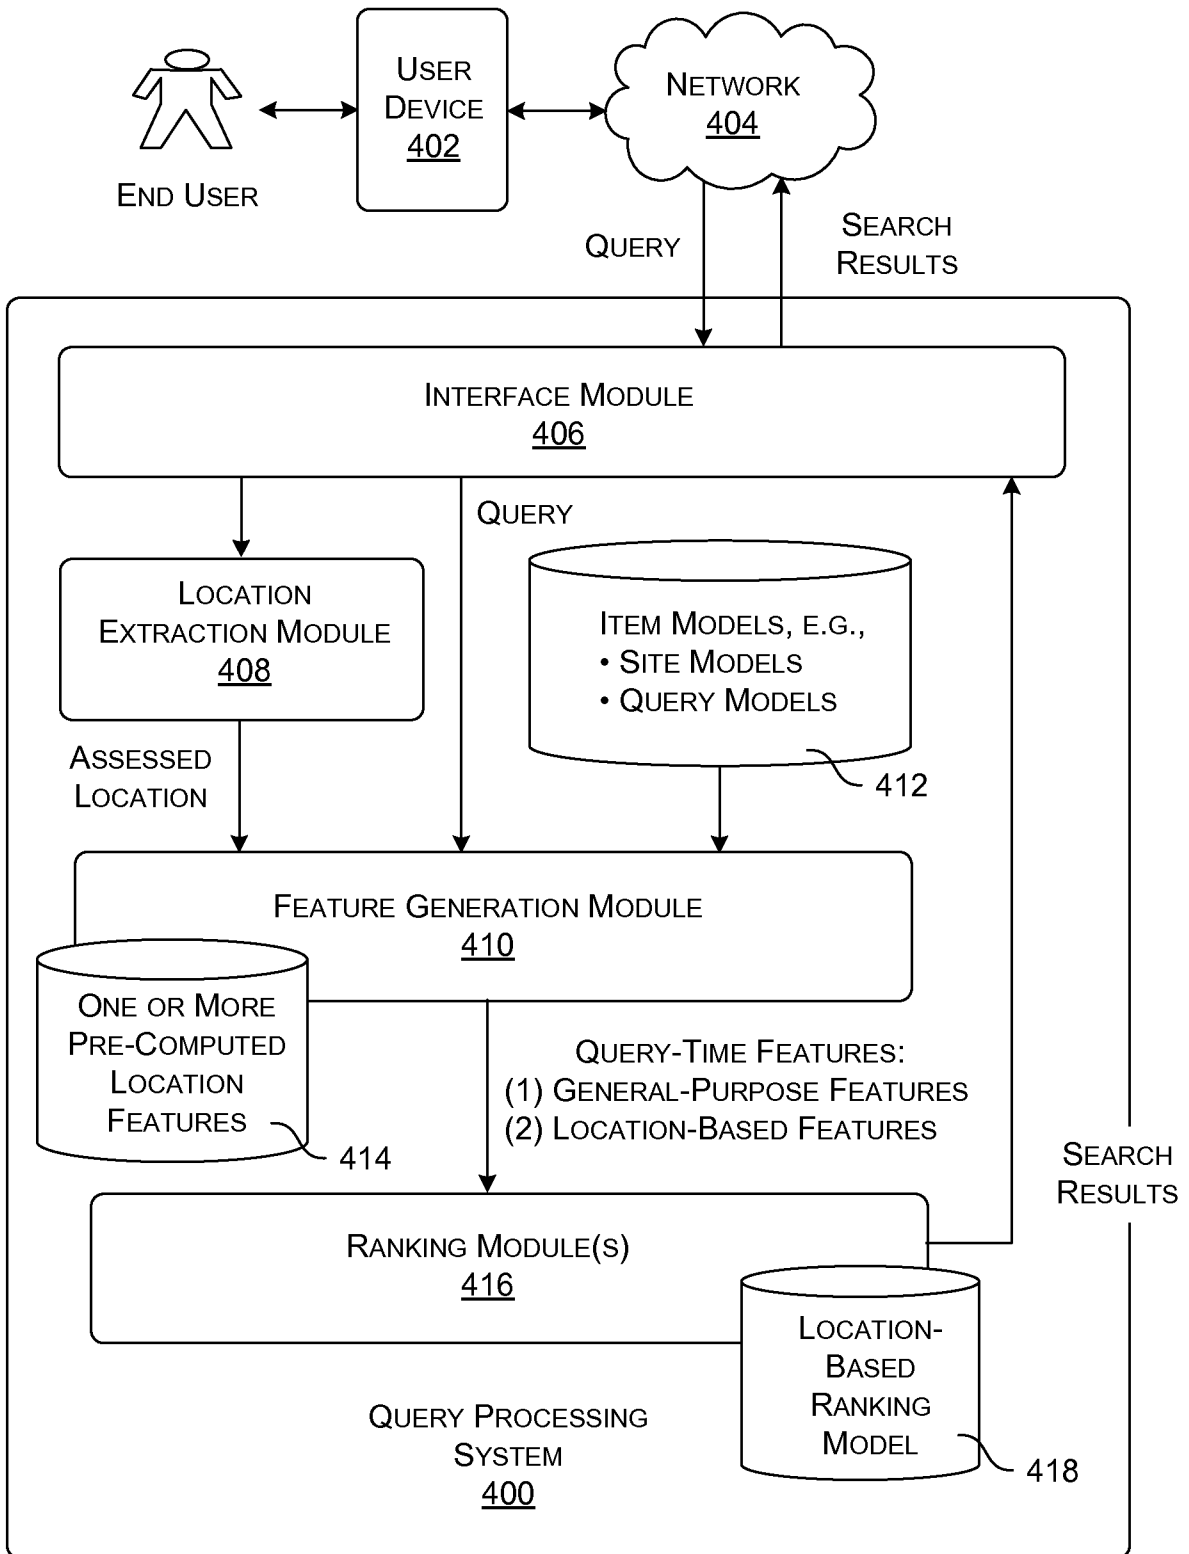 END USER
USER
DEVICE
402
NETWORK
404
QUERY
SEARCH
RESULTS
INTERFACE MODULE
406
QUERY
LOCATION
EXTRACTION MODULE
408
ITEM MODELS, E.G.,
• SITE MODELS
• QUERY MODELS
412
ASSESSED
LOCATION
FEATURE GENERATION MODULE
410
ONE OR MORE
PRE-COMPUTED
LOCATION
FEATURES
414
QUERY-TIME FEATURES:
(1) GENERAL-PURPOSE FEATURES
(2) LOCATION-BASED FEATURES
SEARCH
RESULTS
RANKING MODULE(S)
416
LOCATION-
BASED
RANKING
MODEL
418
QUERY PROCESSING
SYSTEM
400